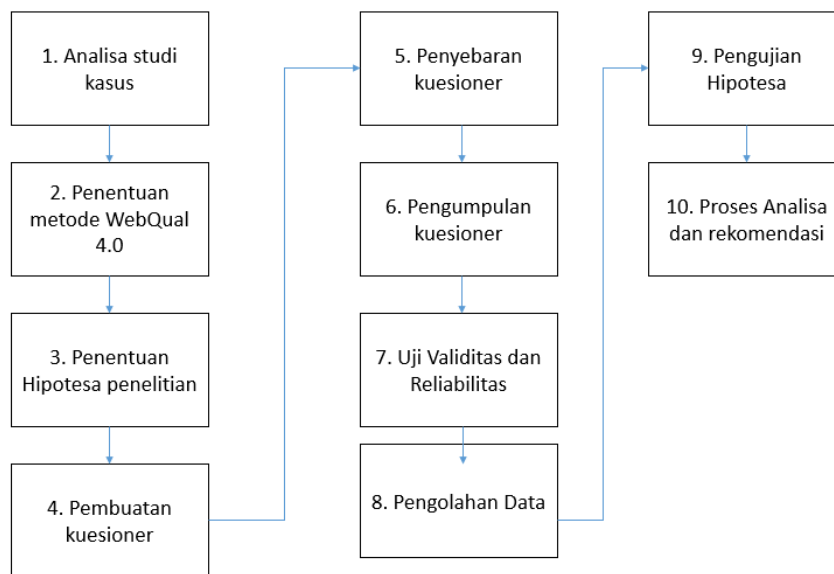 1. Analisa studi
kasus
2. Penentuan
metode WebQual
4.0
3. Penentuan
Hipotesa penelitian
4. Pembuatan
kuesioner
5. Penyebaran
kuesioner
6. Pengumpulan
kuesioner
7. Uji Validitas dan
Reliabilitas
8. Pengolahan Data
9. Pengujian
Hipotesa
10. Proses Analisa
dan rekomendasi